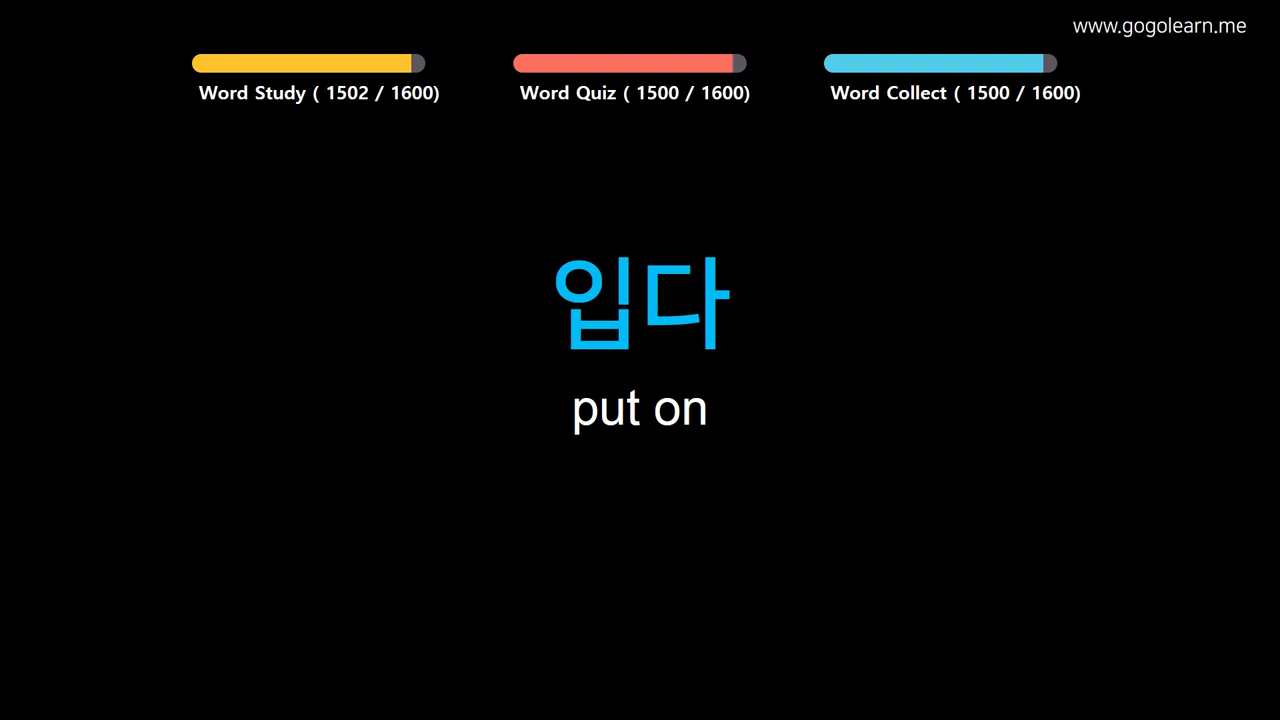 www.gogolearn.me
Word Study ( 1502 / 1600)
Word Quiz ( 1500 / 1600)
Word Collect ( 1500 / 1600)
입다
put on